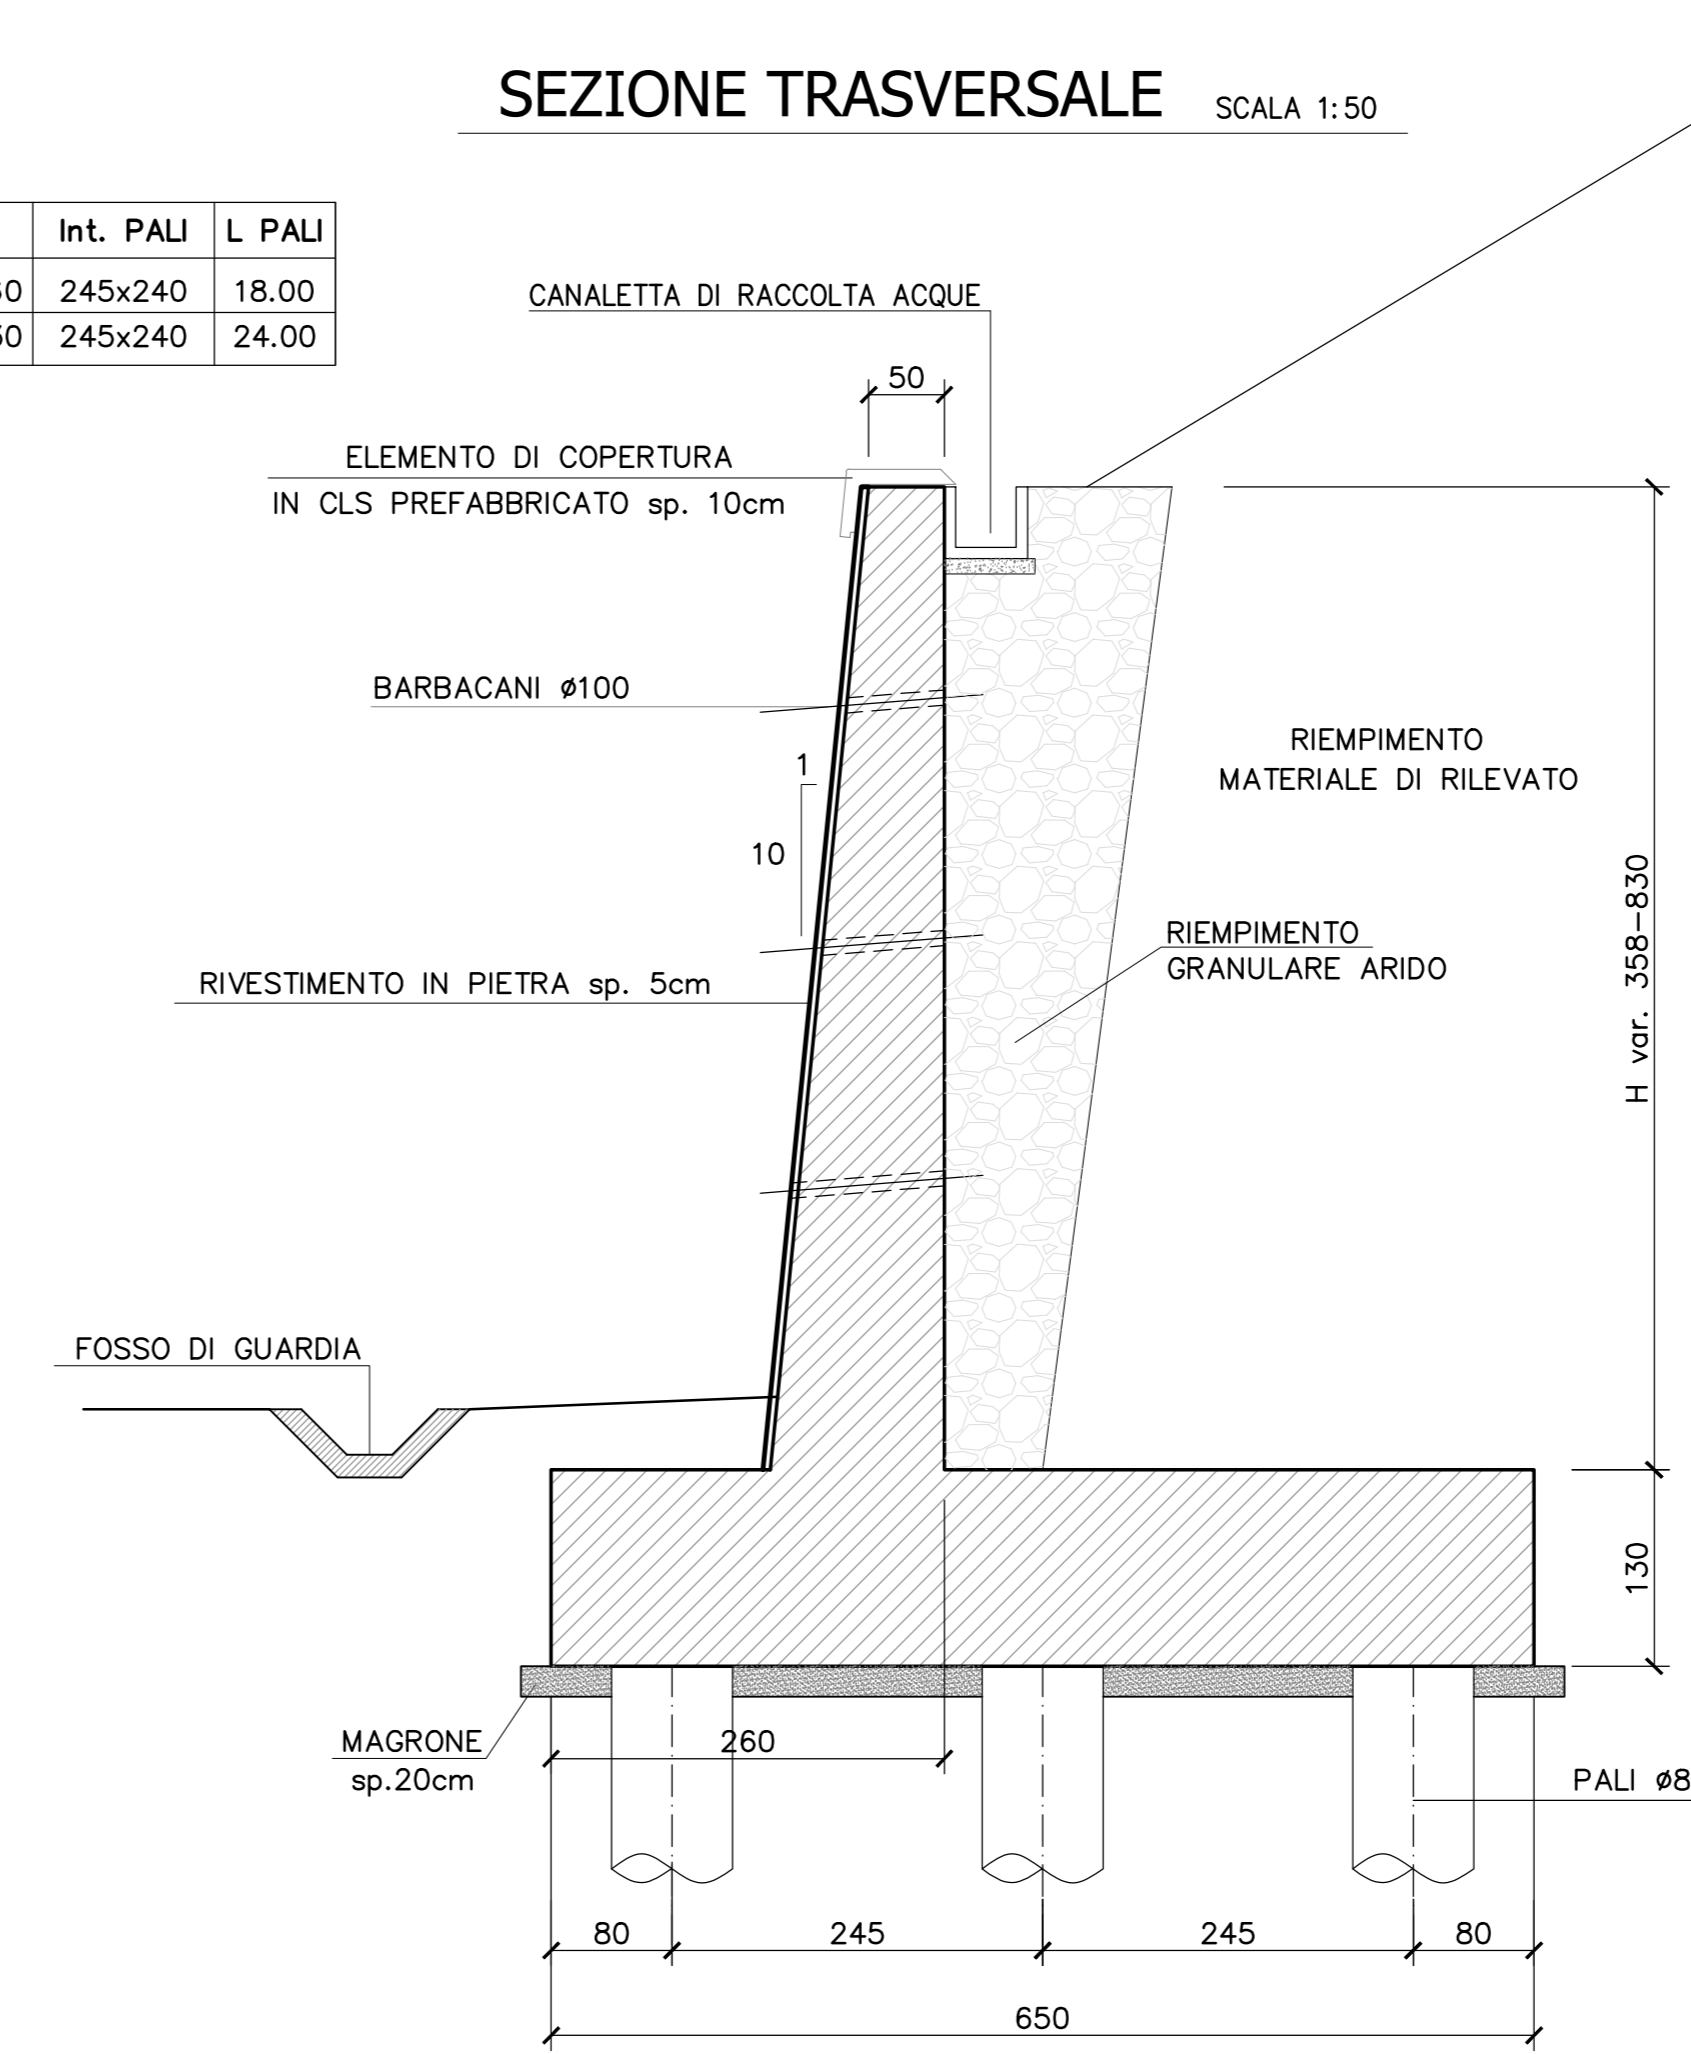 SEZIONE TRASVERSALE SCALA 1:50
Int. PALI L PALI
245x240 18.00
245x240 24.00
CANALETTA DI RACCOLTA ACQUE
50
ELEMENTO DI COPERTURA
IN CLS PREFABBRICATO sp. 10cm
BARBACANI ø100
RIEMPIMENTO
MATERIALE DI RILEVATO
1
10
H var. 358-830
RIEMPIMENTO
GRANULARE ARIDO
RIVESTIMENTO IN PIETRA sp. 5cm
FOSSO DI GUARDIA
130
MAGRONE
sp.20cm
260
PALI ø8
80 245 245 80
650